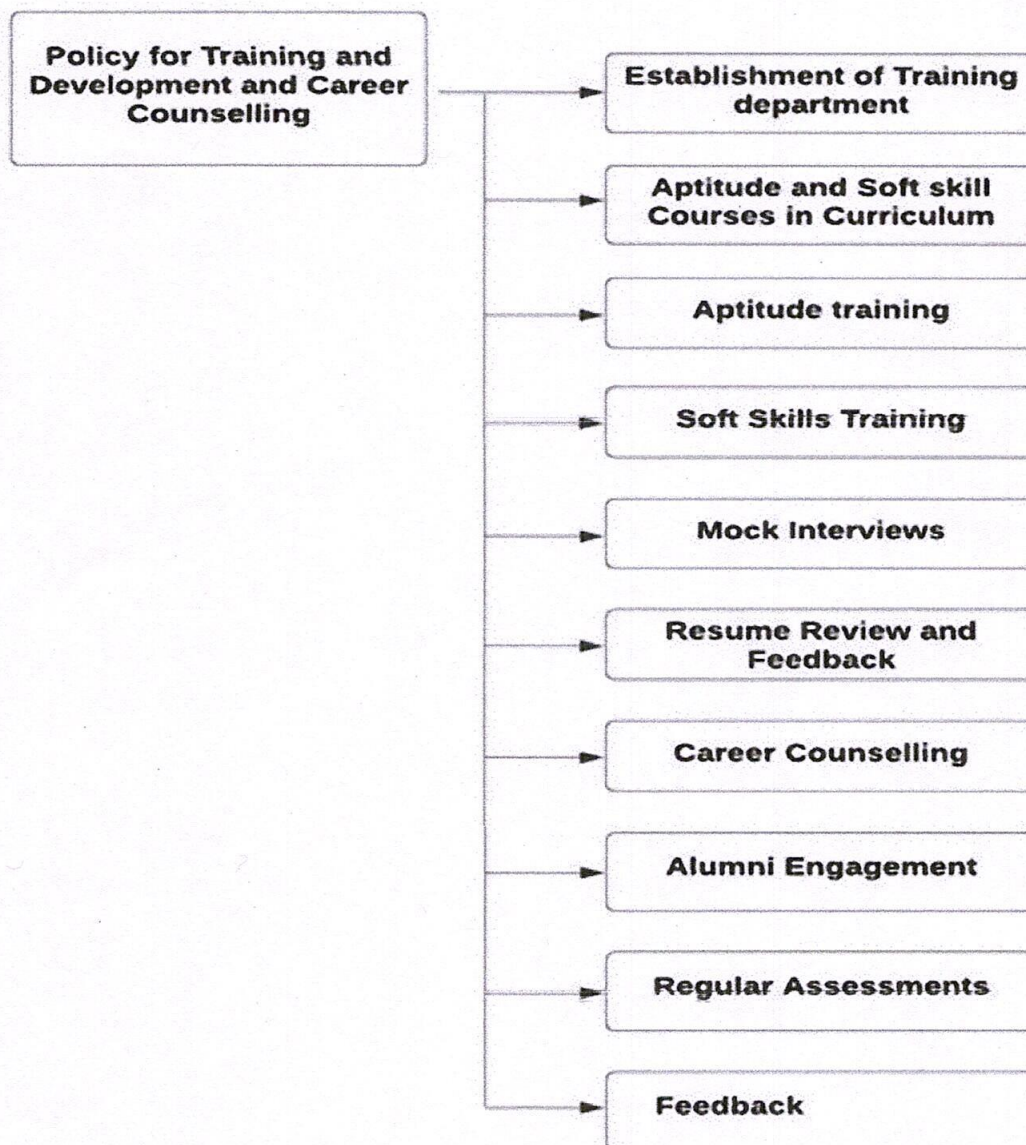 Policy for Training and
Development and Career
Counselling
Establishment of Training
department
Aptitude and Soft skill
Courses in Curriculum
Aptitude training
Soft Skills Training
Mock Interviews
Resume Review and
Feedback
Career Counselling
Alumni Engagement
Regular Assessments
Feedback